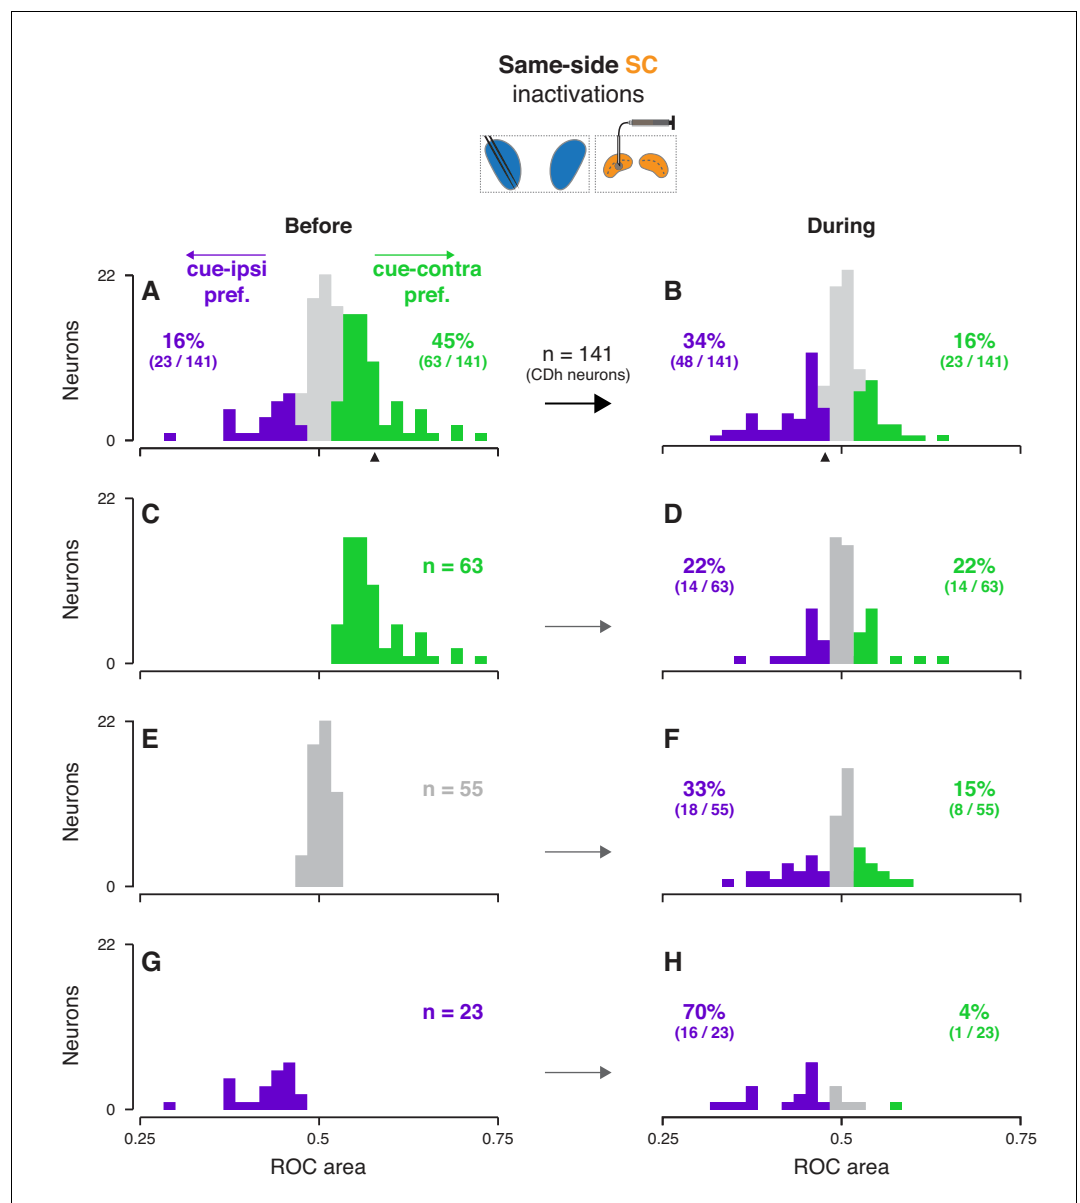 Same-side SC
inactivations
Before
During
cue-ipsi
pref.
cue-contra
pref.
A
22
Neurons
0
16%
(23 / 141)
45%
(63 / 141)
n = 141
(CDh neurons)
B
34%
(48 / 141)
16%
(23 / 141)
C
22
Neurons
0
n = 63
D
22%
(14 / 63)
22%
(14 / 63)
E
22
Neurons
0
n = 55
F
33%
(18 / 55)
15%
(8 / 55)
G
22
Neurons
0
n = 23
H
70%
(16 / 23)
4%
(1 / 23)
0.25
0.5
0.75
ROC area
0.25
0.5
0.75
ROC area